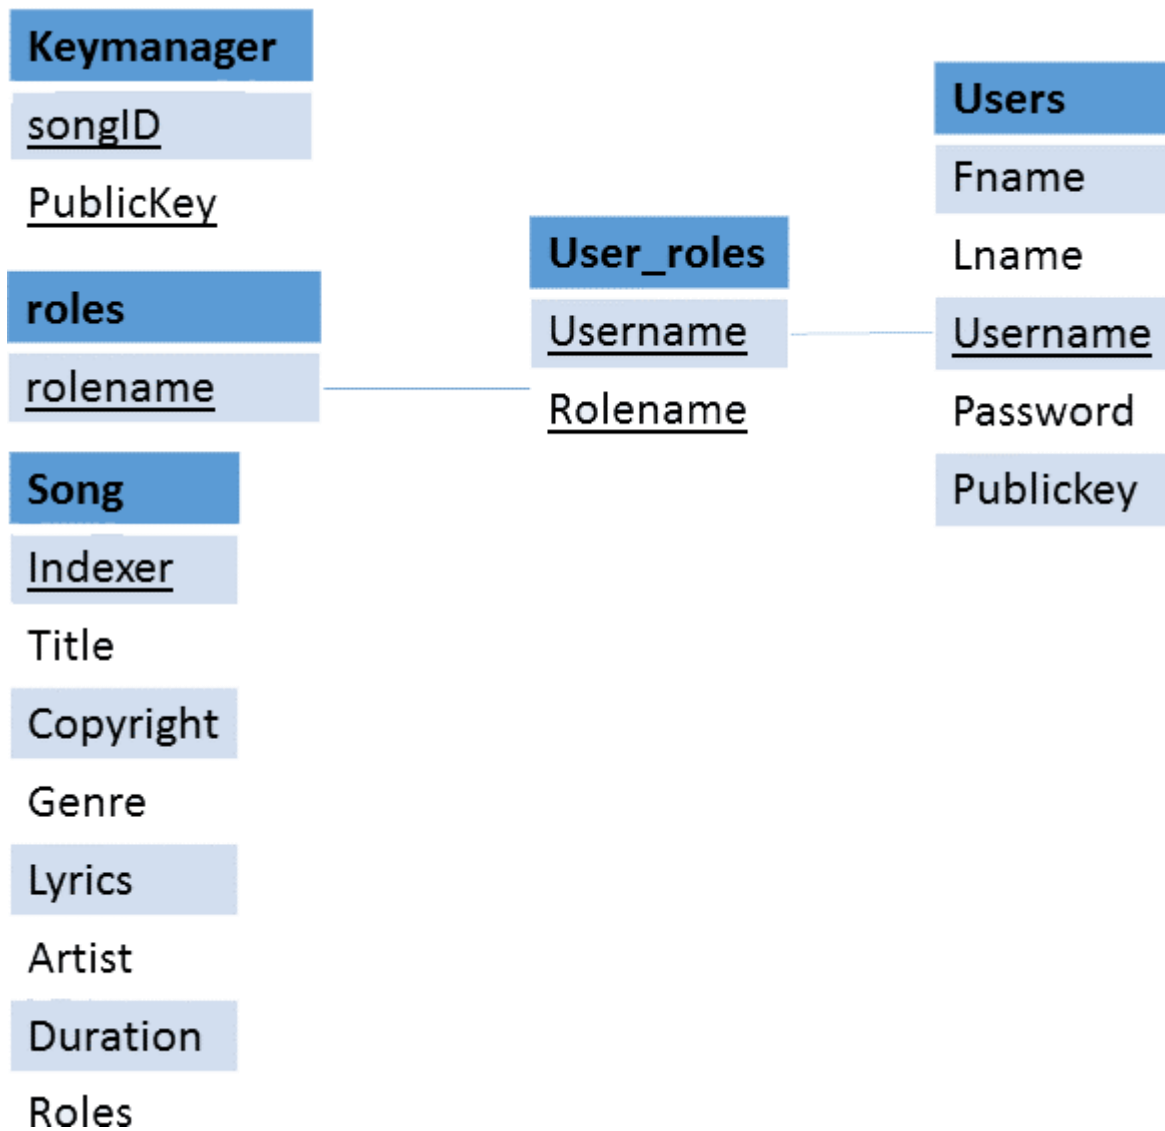 Keymanager
songID
PublicKey
roles
rolename
Song
Indexer
Title
Copyright
Genre
Lyrics
Artist
Duration
Roles
User_roles
Username
Rolename
Users
Fname
Lname
Username
Password
Publickey